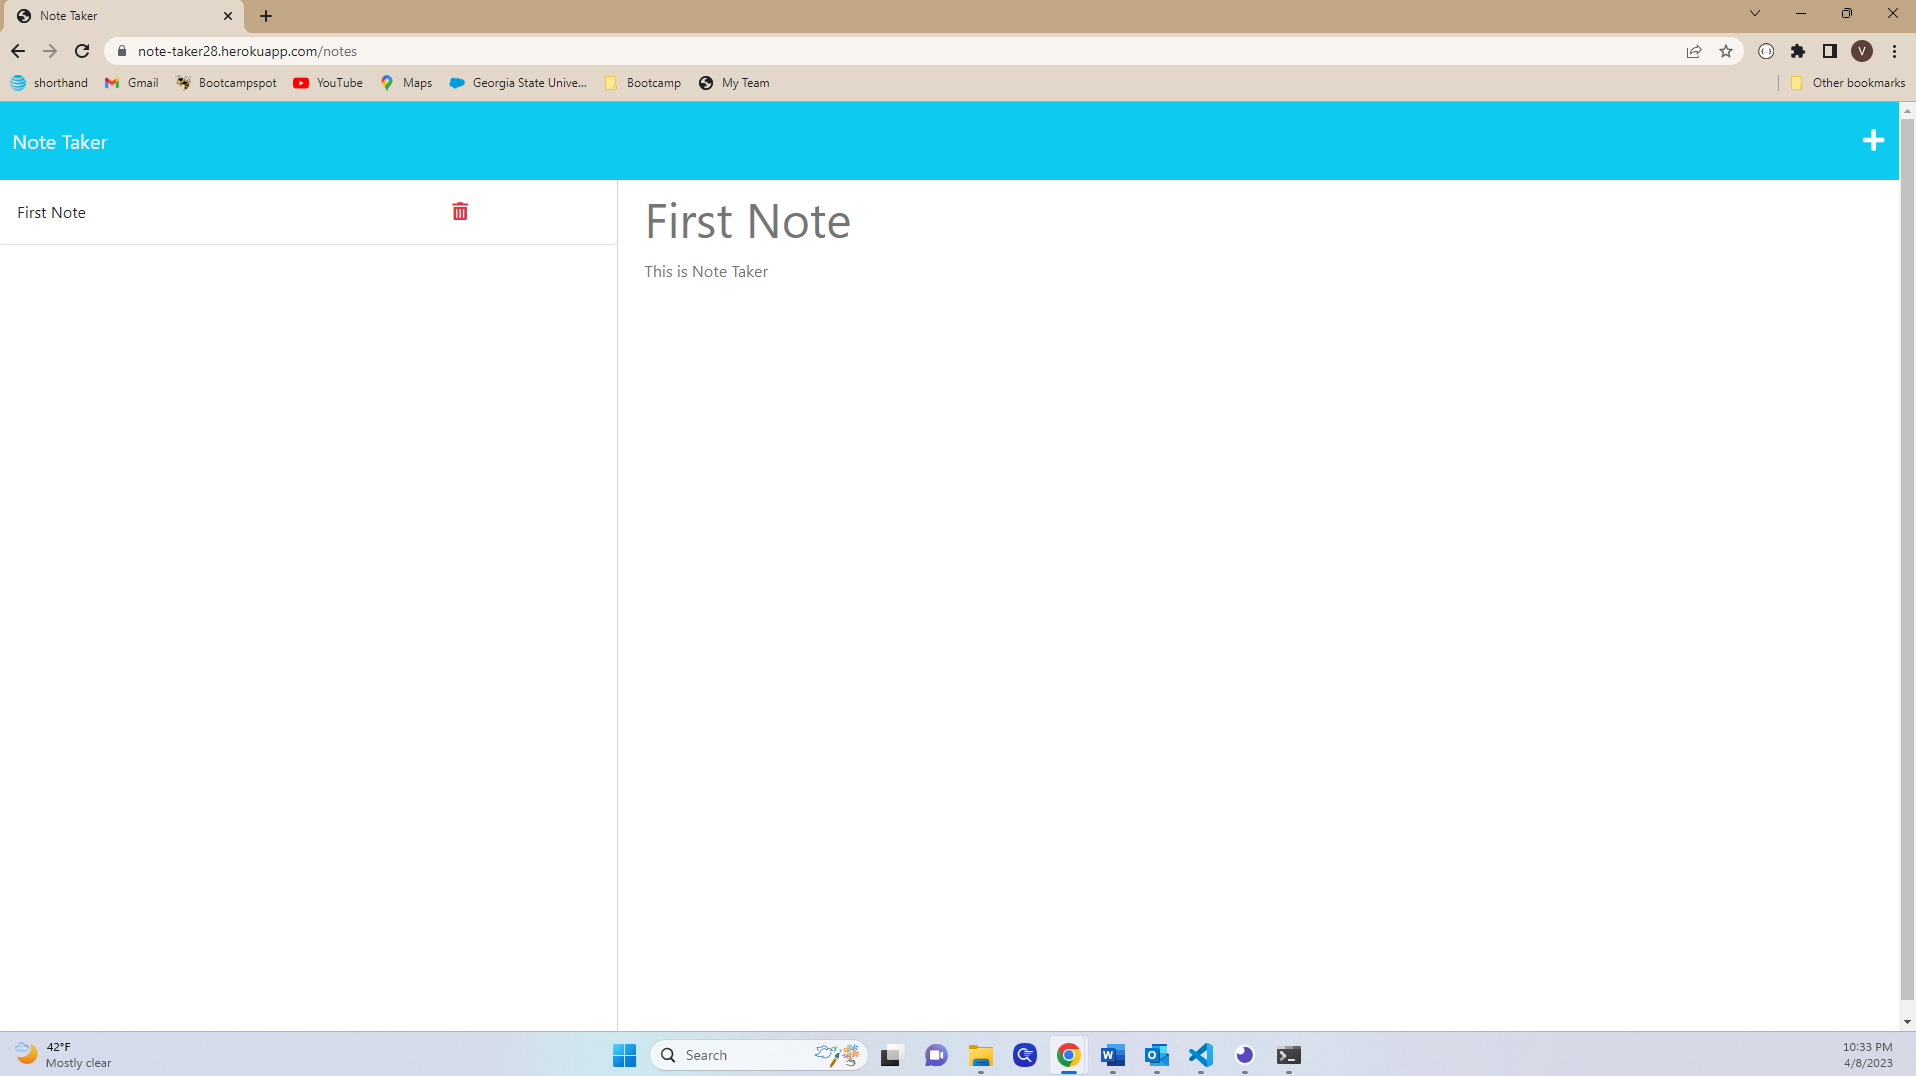 Note Taker
note-taker28.herokuapp.com/notes
V
shorthand Gmail Bootcampspot YouTube Maps Georgia State Unive... Bootcamp My Team Other bookmarks
Note Taker
First Note
First Note
This is Note Taker
42°F
Mostly clear
Search
10:33 PM
4/8/2023